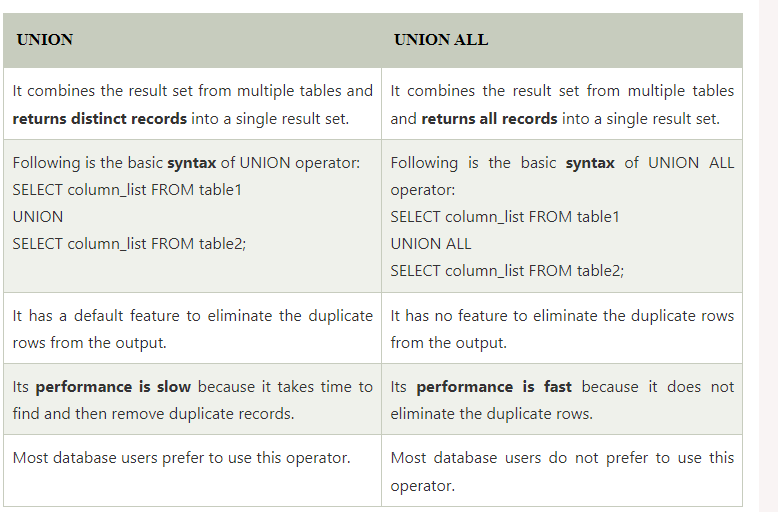 UNION
UNION ALL
It combines the result set from multiple tables and
returns distinct records into a single result set.
It combines the result set from multiple tables
and returns all records into a single result set.
Following is the basic syntax of UNION operator:
SELECT column_list FROM table1
UNION
SELECT column_list FROM table2;
Following is the basic syntax of UNION ALL
operator:
SELECT column_list FROM table1
UNION ALL
SELECT column_list FROM table2;
It has a default feature to eliminate the duplicate
rows from the output.
It has no feature to eliminate the duplicate rows
from the output.
Its performance is slow because it takes time to
find and then remove duplicate records.
Its performance is fast because it does not
eliminate the duplicate rows.
Most database users prefer to use this operator.
Most database users do not prefer to use this
operator.